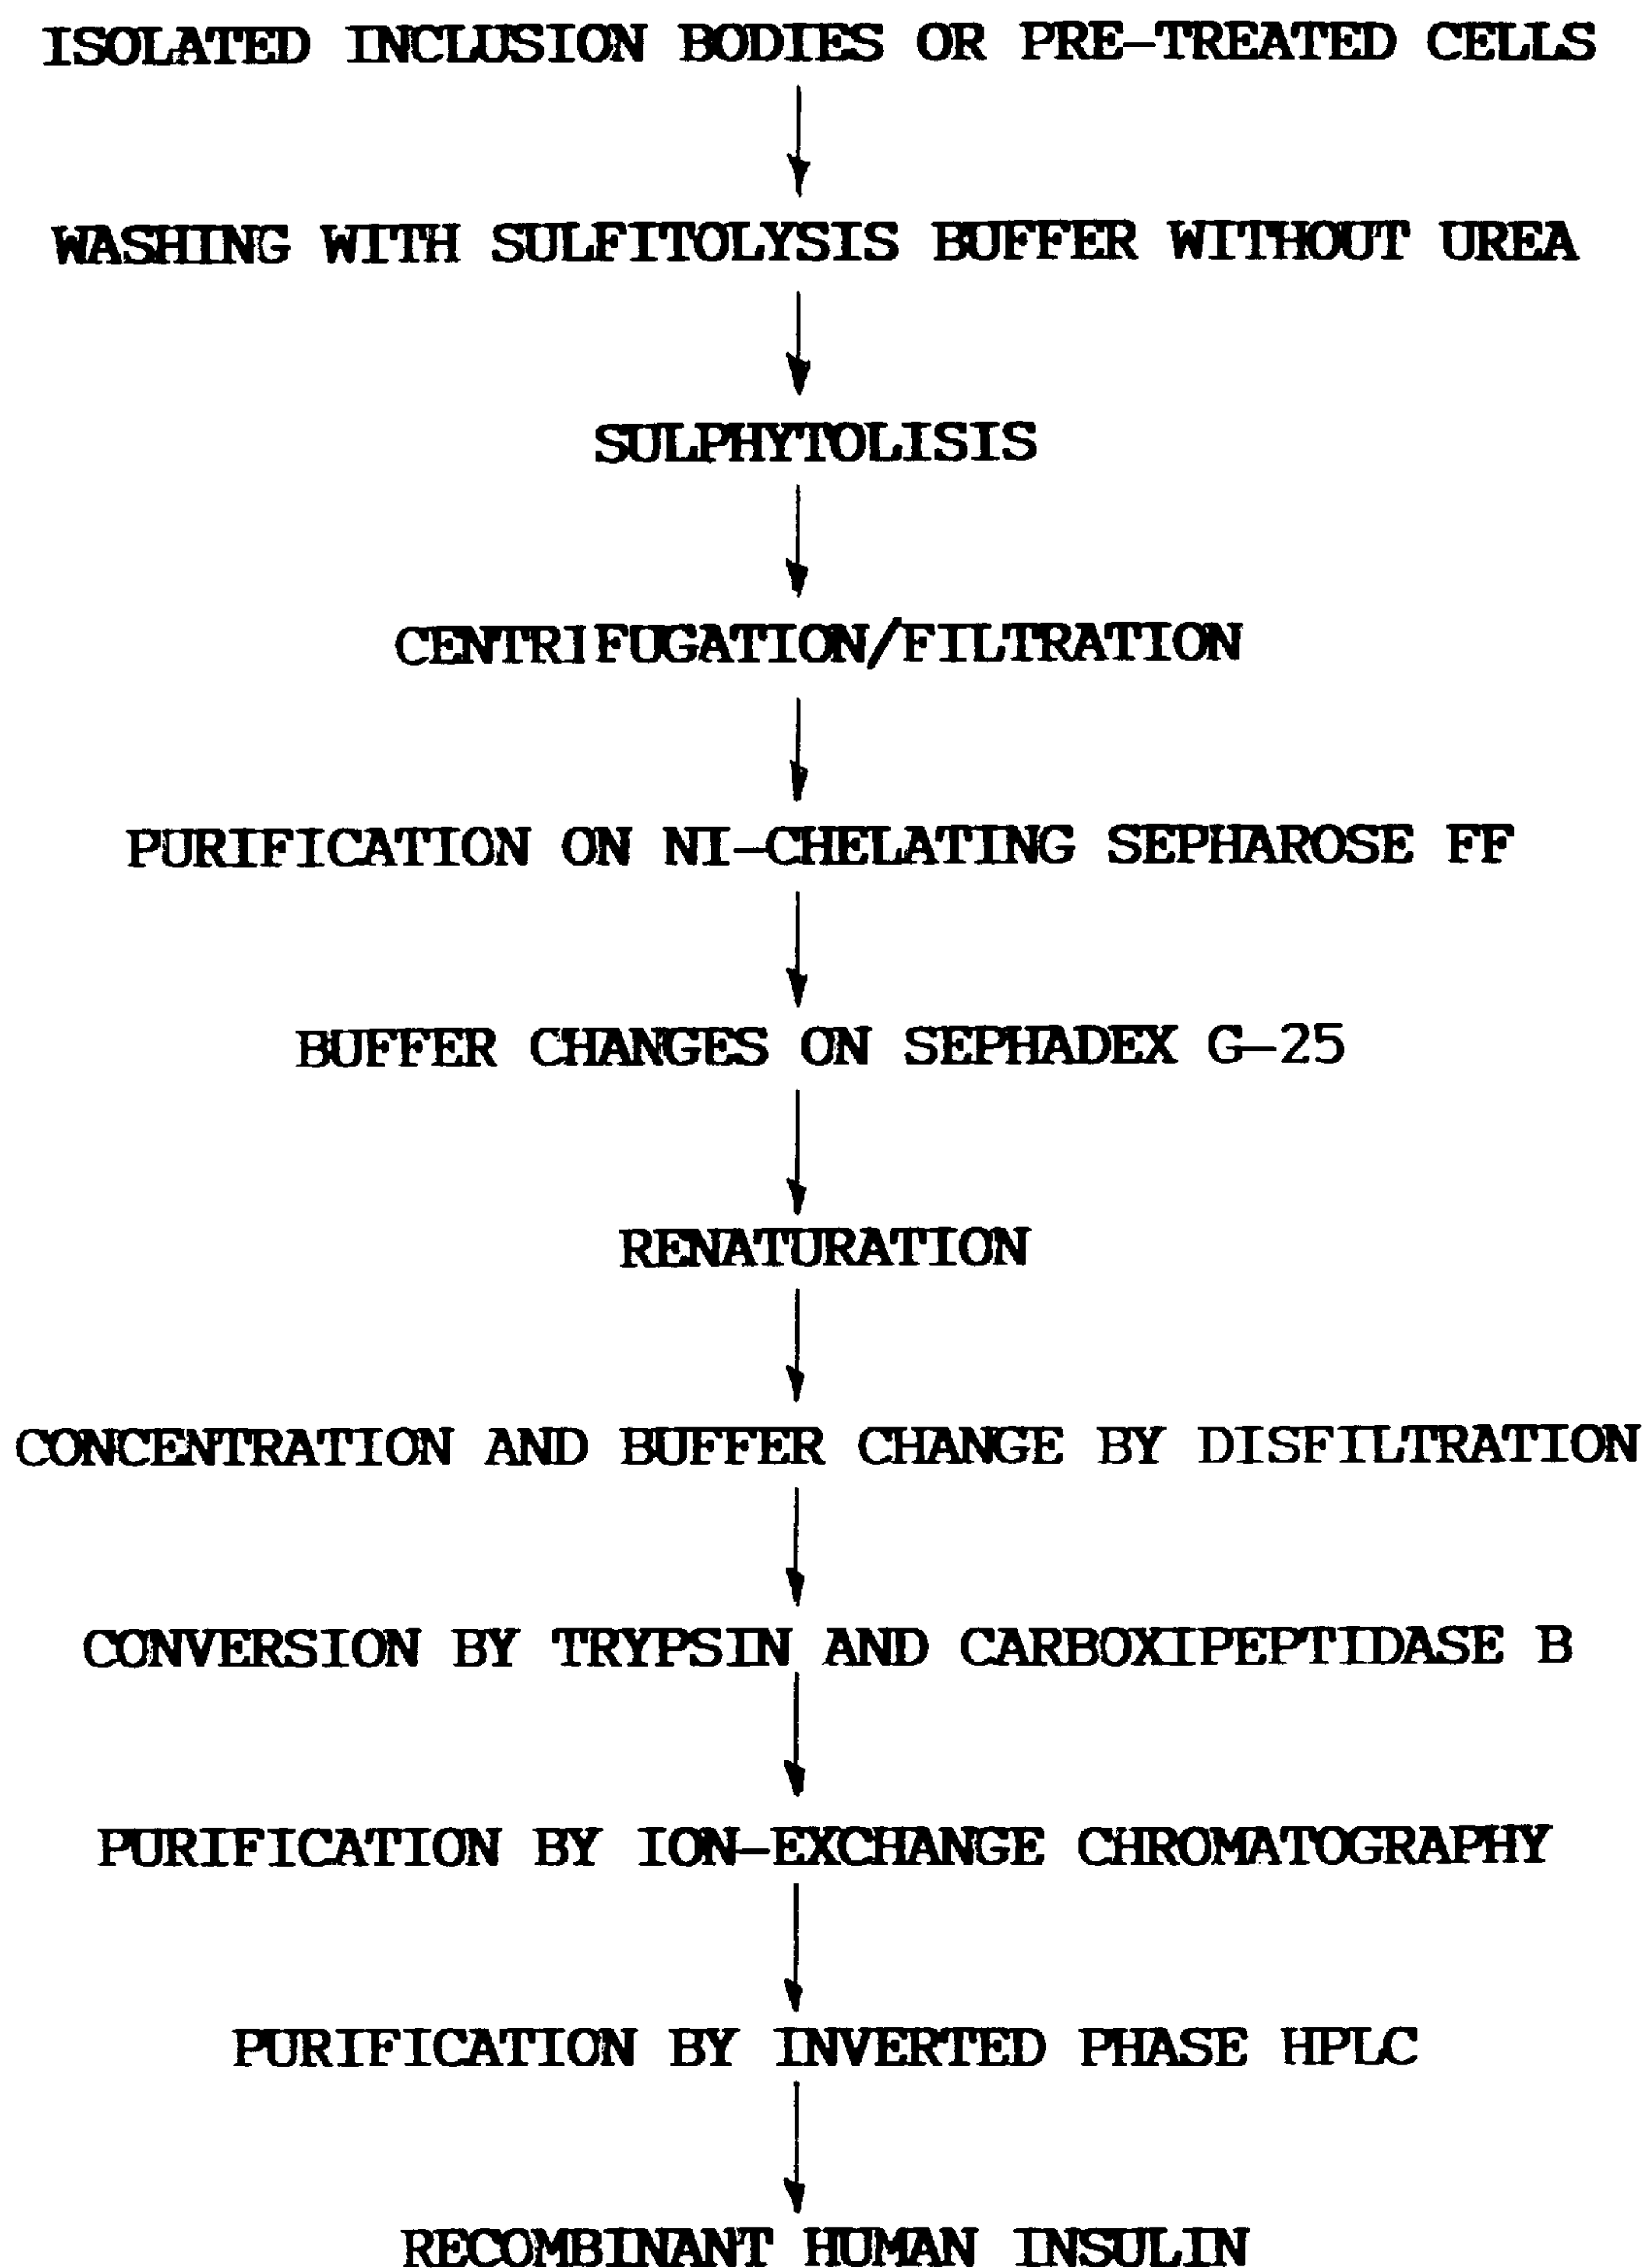 ISOLATED INCLUSION BODIES OR PRE-TREATED CELLS
WASHING WITH SULFITOLYSIS BUFFER WITHOUT UREA
SULPHYTOLISIS
CENTRIFUGATION/FILTRATION
PURIFICATION ON NI-CHELATING SEPHAROSE FF
BUFFER CHANGES ON SEPHADEX G-25
RENATURATION
CONCENTRATION AND BUFFER CHANGE BY DISFILTRATION
CONVERSION BY TRYPSIN AND CARBOXIPEPTIDASE B
PURIFICATION BY ION-EXCHANGE CHROMATOGRAPHY
PURIFICATION BY INVERTED PHASE HPLC
RECOMBINANT HUMAN INSULIN